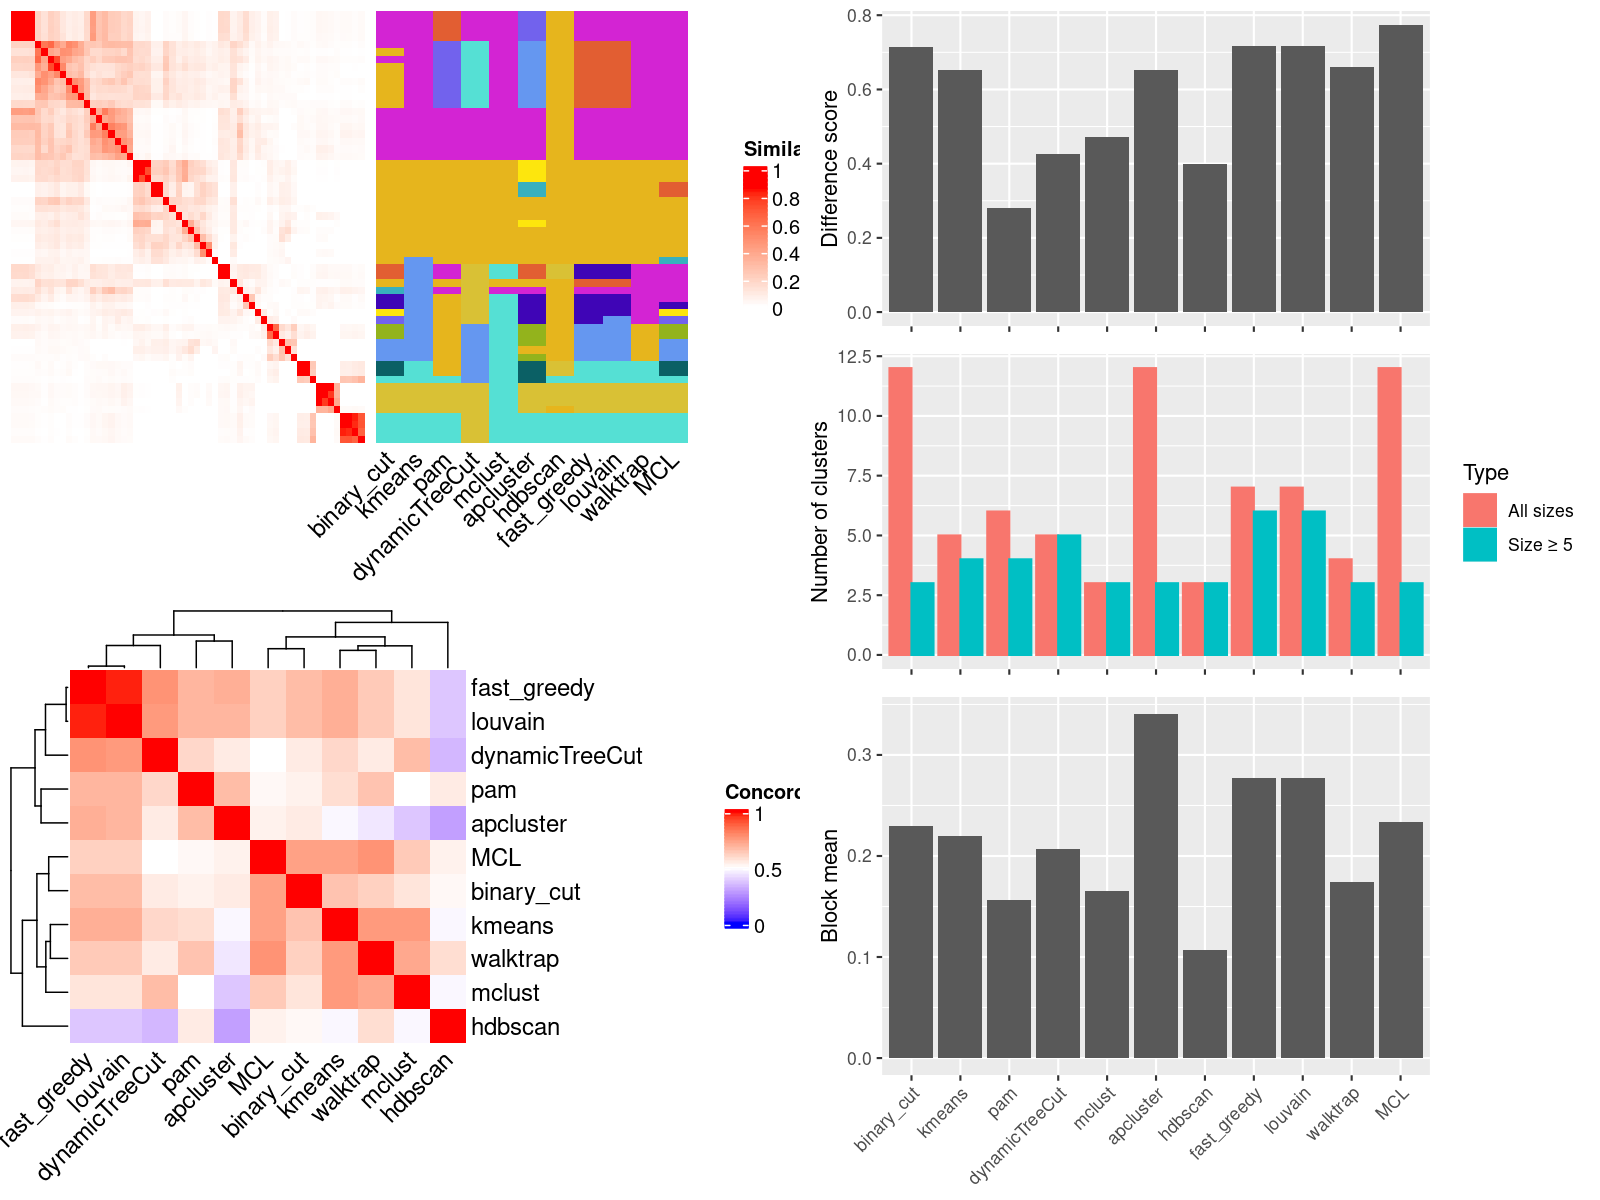 Simila
1
0.8
0.6
0.4
0.2
0
binary_cut
kmeans
pam
dynamicTreeCut
mclust
apcluster
hdbscan
fast_greedy
louvain
walktrap
MCL
fast_greedy
louvain
dynamicTreeCut
pam
apcluster
MCL
binary_cut
kmeans
walktrap
mclust
hdbscan
fast_greedy
louvain
dynamicTreeCut
pam
apcluster
MCL
binary_cut
kmeans
walktrap
mclust
hdbscan
Concord
1
0.5
0
Difference score
0.8
0.6
0.4
0.2
0.0
Number of clusters
12.5
10.0
7.5
5.0
2.5
0.0
Type
All sizes
Size ≥ 5
Block mean
0.3
0.2
0.1
0.0
binary_cut
kmeans
pam
dynamicTreeCut
mclust
apcluster
hdbscan
fast_greedy
louvain
walktrap
MCL